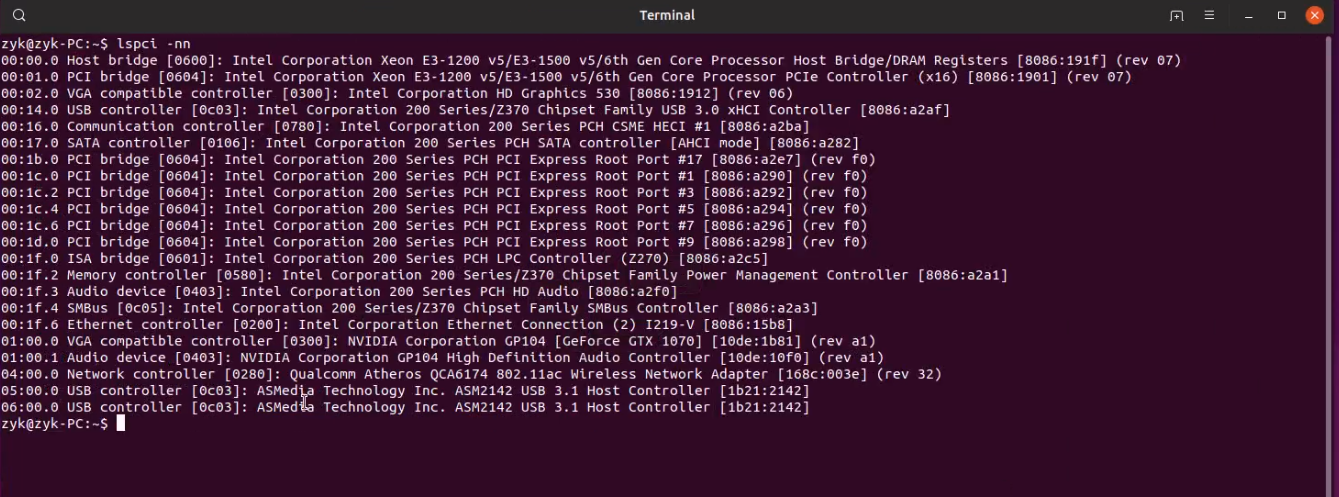 Terminal
zyk@zyk-PC:~$ lspci -nn
00:00.0 Host bridge [0600]: Intel Corporation Xeon E3-1200 v5/E3-1500 v5/6th Gen Core Processor Host Bridge/DRAM Registers [8086:191f] (rev 07)
00:01.0 PCI bridge [0604]: Intel Corporation Xeon E3-1200 v5/E3-1500 v5/6th Gen Core Processor PCIe Controller (x16) [8086:1901] (rev 07)
00:02.0 VGA compatible controller [0300]: Intel Corporation HD Graphics 530 [8086:1912] (rev 06)
00:14.0 USB controller [0c03]: Intel Corporation 200 Series/Z370 Chipset Family USB 3.0 xHCI Controller [8086:a2af]
00:16.0 Communication controller [0780]: Intel Corporation 200 Series PCH CSME HECI #1 [8086:a2ba]
00:17.0 SATA controller [0106]: Intel Corporation 200 Series PCH SATA controller [AHCI mode] [8086:a282]
00:1b.0 PCI bridge [0604]: Intel Corporation 200 Series PCH PCI Express Root Port #17 [8086:a2e7] (rev f0)
00:1c.0 PCI bridge [0604]: Intel Corporation 200 Series PCH PCI Express Root Port #1 [8086:a290] (rev f0)
00:1c.2 PCI bridge [0604]: Intel Corporation 200 Series PCH PCI Express Root Port #3 [8086:a292] (rev f0)
00:1c.4 PCI bridge [0604]: Intel Corporation 200 Series PCH PCI Express Root Port #5 [8086:a294] (rev f0)
00:1c.6 PCI bridge [0604]: Intel Corporation 200 Series PCH PCI Express Root Port #7 [8086:a296] (rev f0)
00:1d.0 PCI bridge [0604]: Intel Corporation 200 Series PCH PCI Express Root Port #9 [8086:a298] (rev f0)
00:1f.0 ISA bridge [0601]: Intel Corporation 200 Series PCH LPC Controller (Z270) [8086:a2c5]
00:1f.2 Memory controller [0580]: Intel Corporation 200 Series/Z370 Chipset Family Power Management Controller [8086:a2a1]
00:1f.3 Audio device [0403]: Intel Corporation 200 Series PCH HD Audio [8086:a2f0]
00:1f.4 SMBus [0c05]: Intel Corporation 200 Series/Z370 Chipset Family SMBus Controller [8086:a2a3]
00:1f.6 Ethernet controller [0200]: Intel Corporation Ethernet Connection (2) I219-V [8086:15b8]
01:00.0 VGA compatible controller [0300]: NVIDIA Corporation GP104 [GeForce GTX 1070] [10de:1b81] (rev a1)
01:00.1 Audio device [0403]: NVIDIA Corporation GP104 High Definition Audio Controller [10de:10f0] (rev a1)
04:00.0 Network controller [0280]: Qualcomm Atheros QCA6174 802.11ac Wireless Network Adapter [168c:003e] (rev 32)
05:00.0 USB controller [0c03]: ASMedia Technology Inc. ASM2142 USB 3.1 Host Controller [1b21:2142]
06:00.0 USB controller [0c03]: ASMedia Technology Inc. ASM2142 USB 3.1 Host Controller [1b21:2142]
zyk@zyk-PC:~$